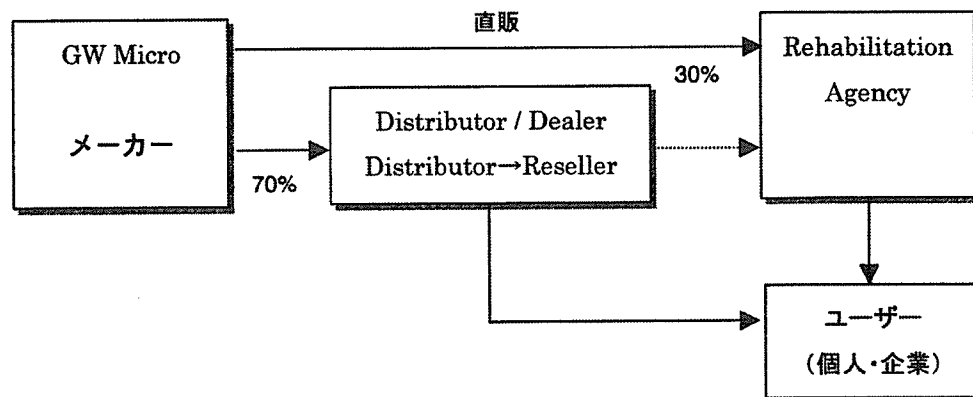 直販
GW Micro
メーカー
Rehabilitation
Agency
30%
Distributor / Dealer
Distributor→Reseller
70%
ユーザー
(個人・企業)